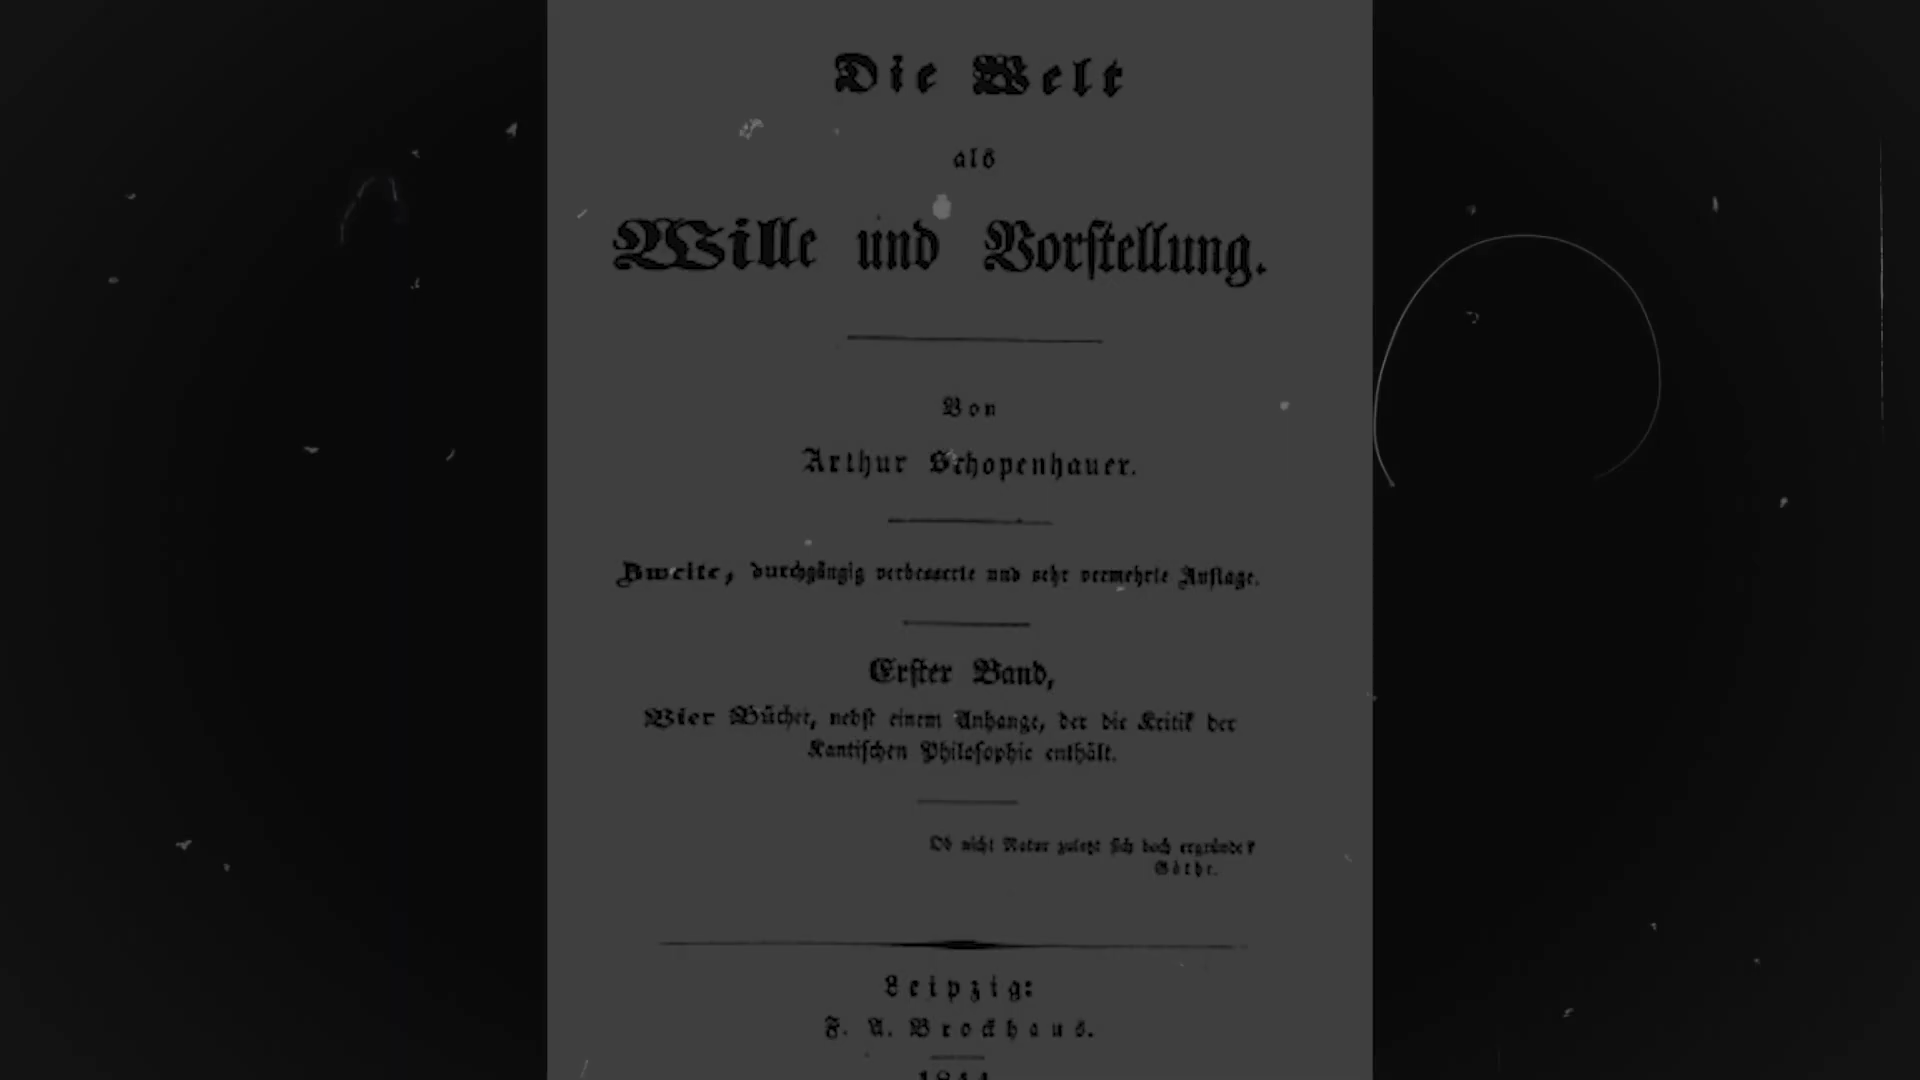 Die Welt
als
Wille und Vorstellung.
Von
Arthur Schopenhauer.
Zweite, durchgängig verbesserte und sehr vermehrte Auflage.
Erster Band,
Vier Bücher, nebst einem Anhange, der die Kritik der
Kantischen Philosophie enthält.
Ob nicht Natur zuletzt sich doch ergründe?
Göthe.
Leipzig:
F. A. Brockhaus.
1844